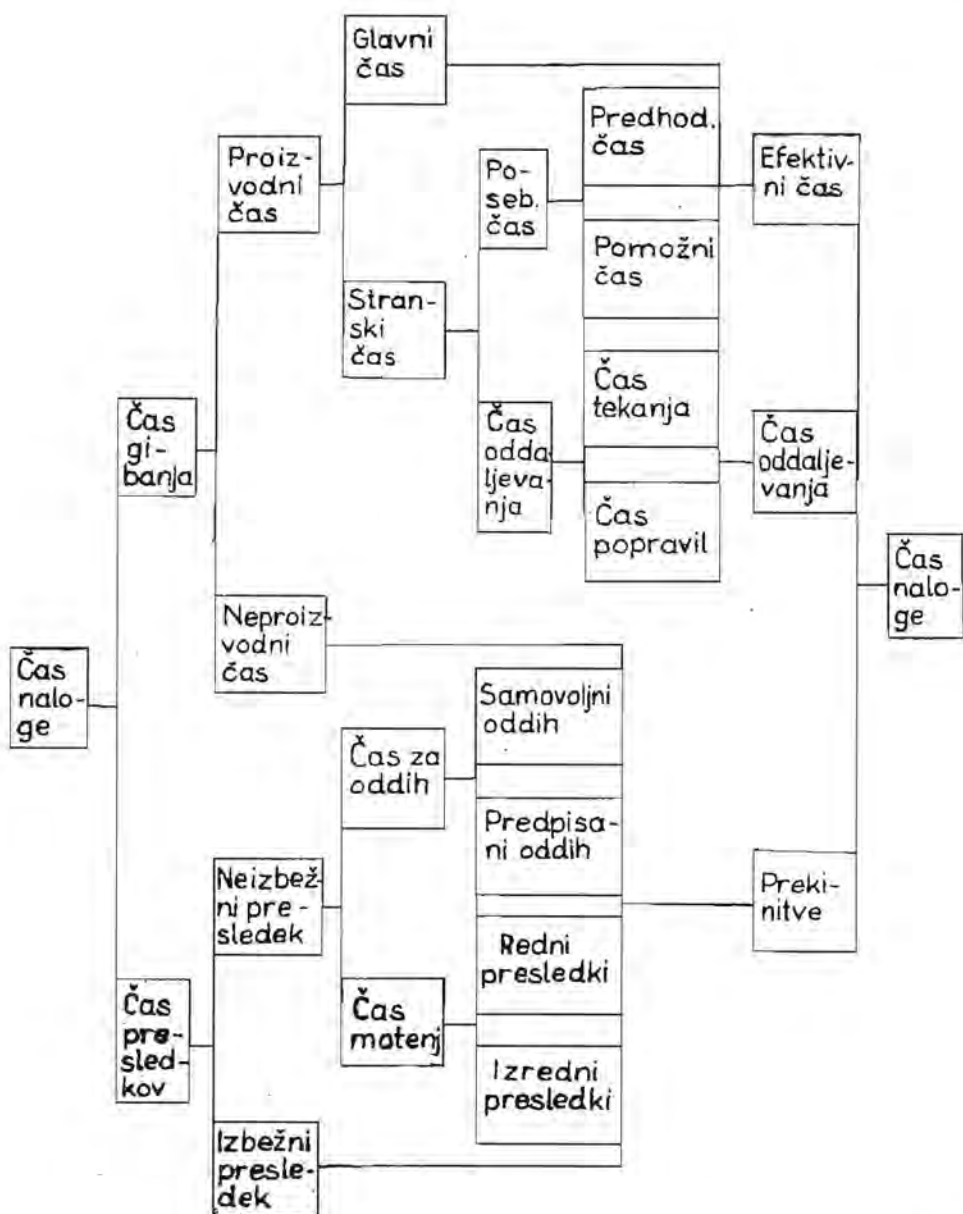 Glavni
čas
Proiz-
vodni
čas
Po-
seb.
čas
Predhod.
čas
Efektiv-
ni čas
Pomožni
čas
Stran-
ski
čas
Čas
tekanja
Čas
gi-
banja
Čas
odda-
ljeva-
nja
Čas
oddalje-
vanja
Čas
popravil
Čas
nalo-
ge
Neproiz-
vodni
čas
Čas
nalo-
ge
Samovoljni
oddih
Čas za
oddih
Predpisa-
ni oddih
Neizbež-
ni pre-
sledek
Preki-
nitve
Redni
presledki
Čas
pre-
sled-
kov
Čas
motenj
Izredni
presledki
Izbežni
presle-
dek